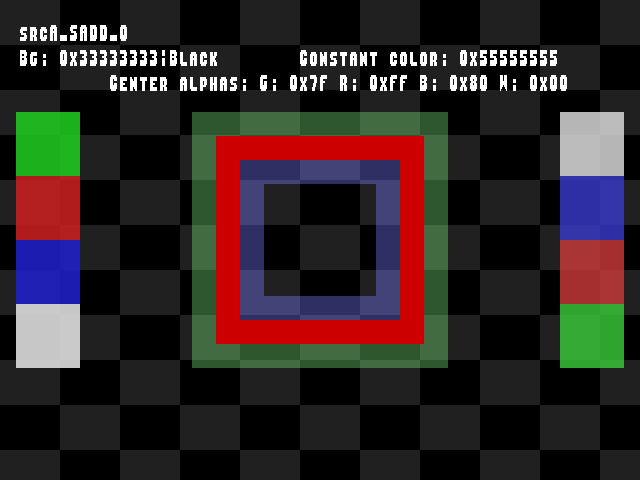 srcA_SADD_0
Bg: 0x33333333;Black Constant color: 0x55555555
Center alphas: G: 0x7f R: 0xff B: 0x80 W: 0x00